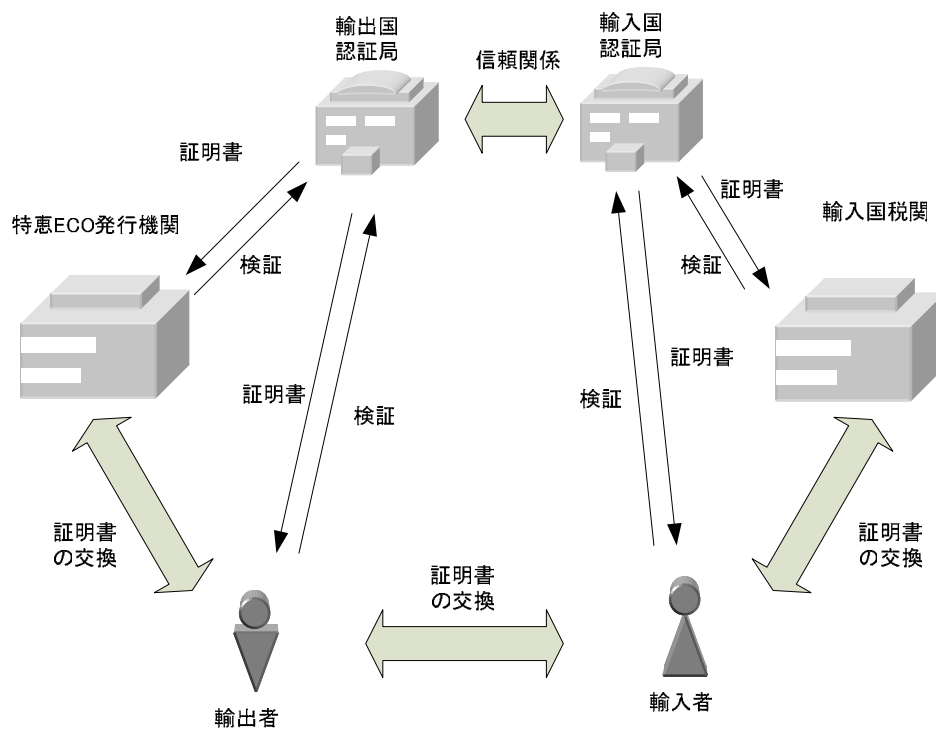 輸出国
認証局
輸入国
認証局
信頼関係
証明書
証明書
特恵ECO発行機関
輸入国税関
検証
検証
証明書
検証
証明書
検証
証明書
の交換
証明書
の交換
証明書
の交換
輸出者
輸入者